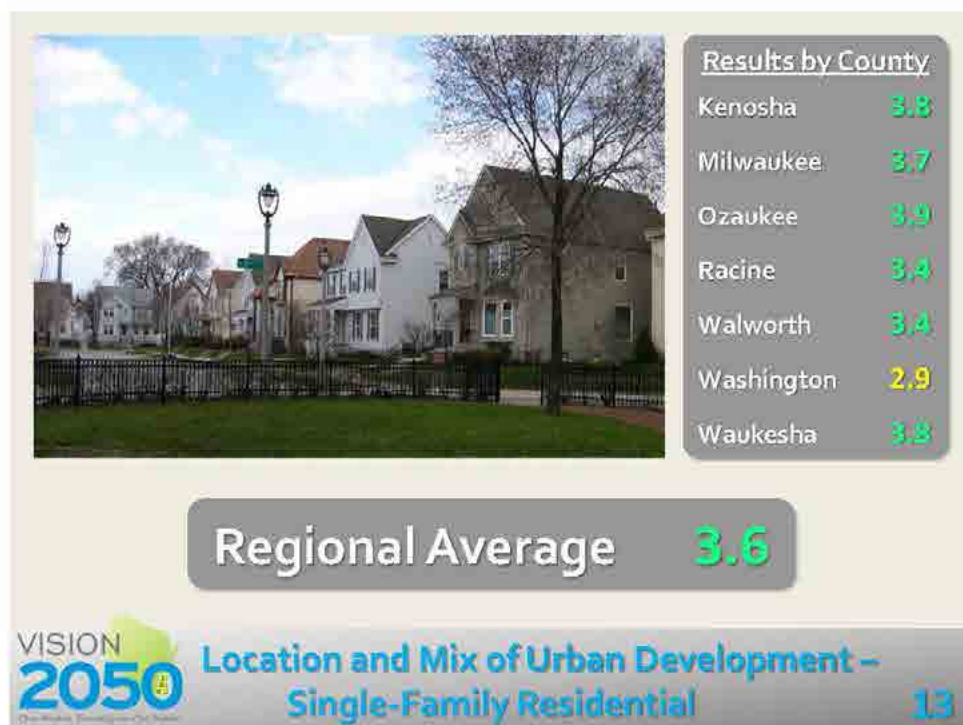 Results by County
Kenosha 3.8
Milwaukee 3.7
Ozaukee 3.9
Racine 3.4
Walworth 3.4
Washington 2.9
Waukesha 3.8
Regional Average 3.6
VISION
2050
Location and Mix of Urban Development –
Single-Family Residential
13